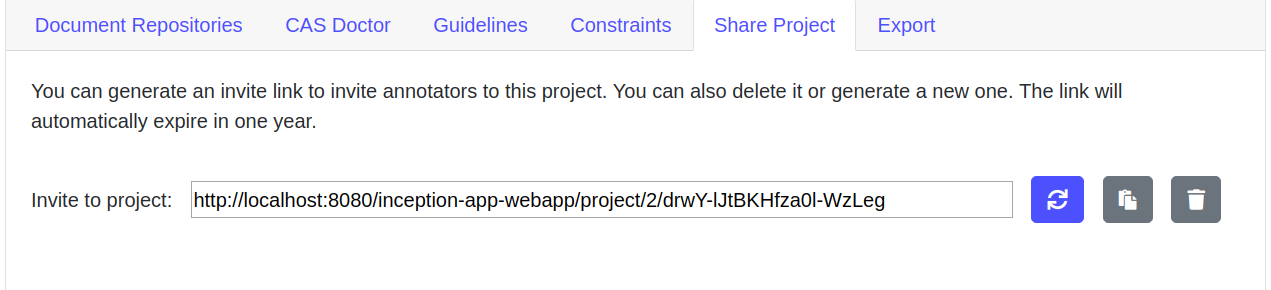 Document Repositories CAS Doctor Guidelines Constraints Share Project Export
You can generate an invite link to invite annotators to this project. You can also delete it or generate a new one. The link will
automatically expire in one year.
Invite to project: http://localhost:8080/inception-app-webapp/project/2/drwY-lJtBKHfza0l-WzLeg